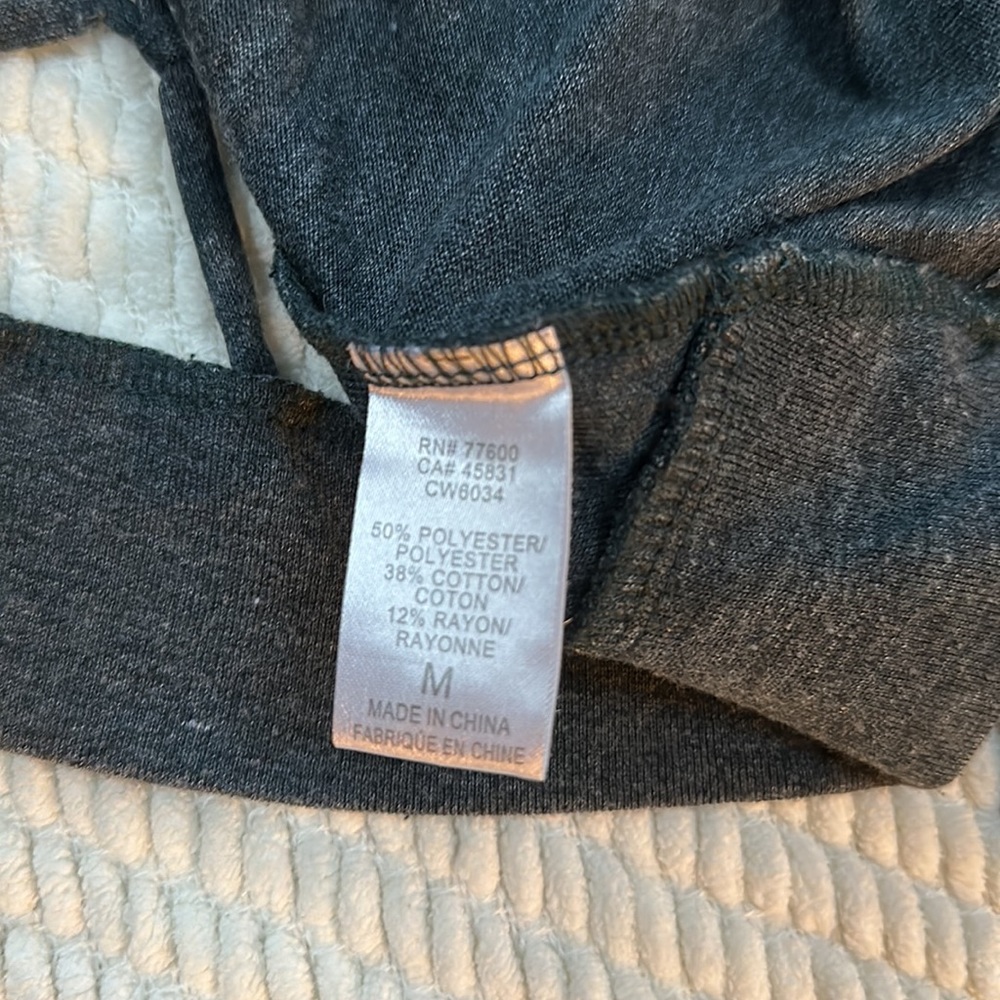 RN# 77600
CA# 45831
CW6034
50% POLYESTER/
POLYESTER
38% COTTON/
COTON
12% RAYON/
RAYONNE
M
MADE IN CHINA
FABRIQUÉ EN CHINE